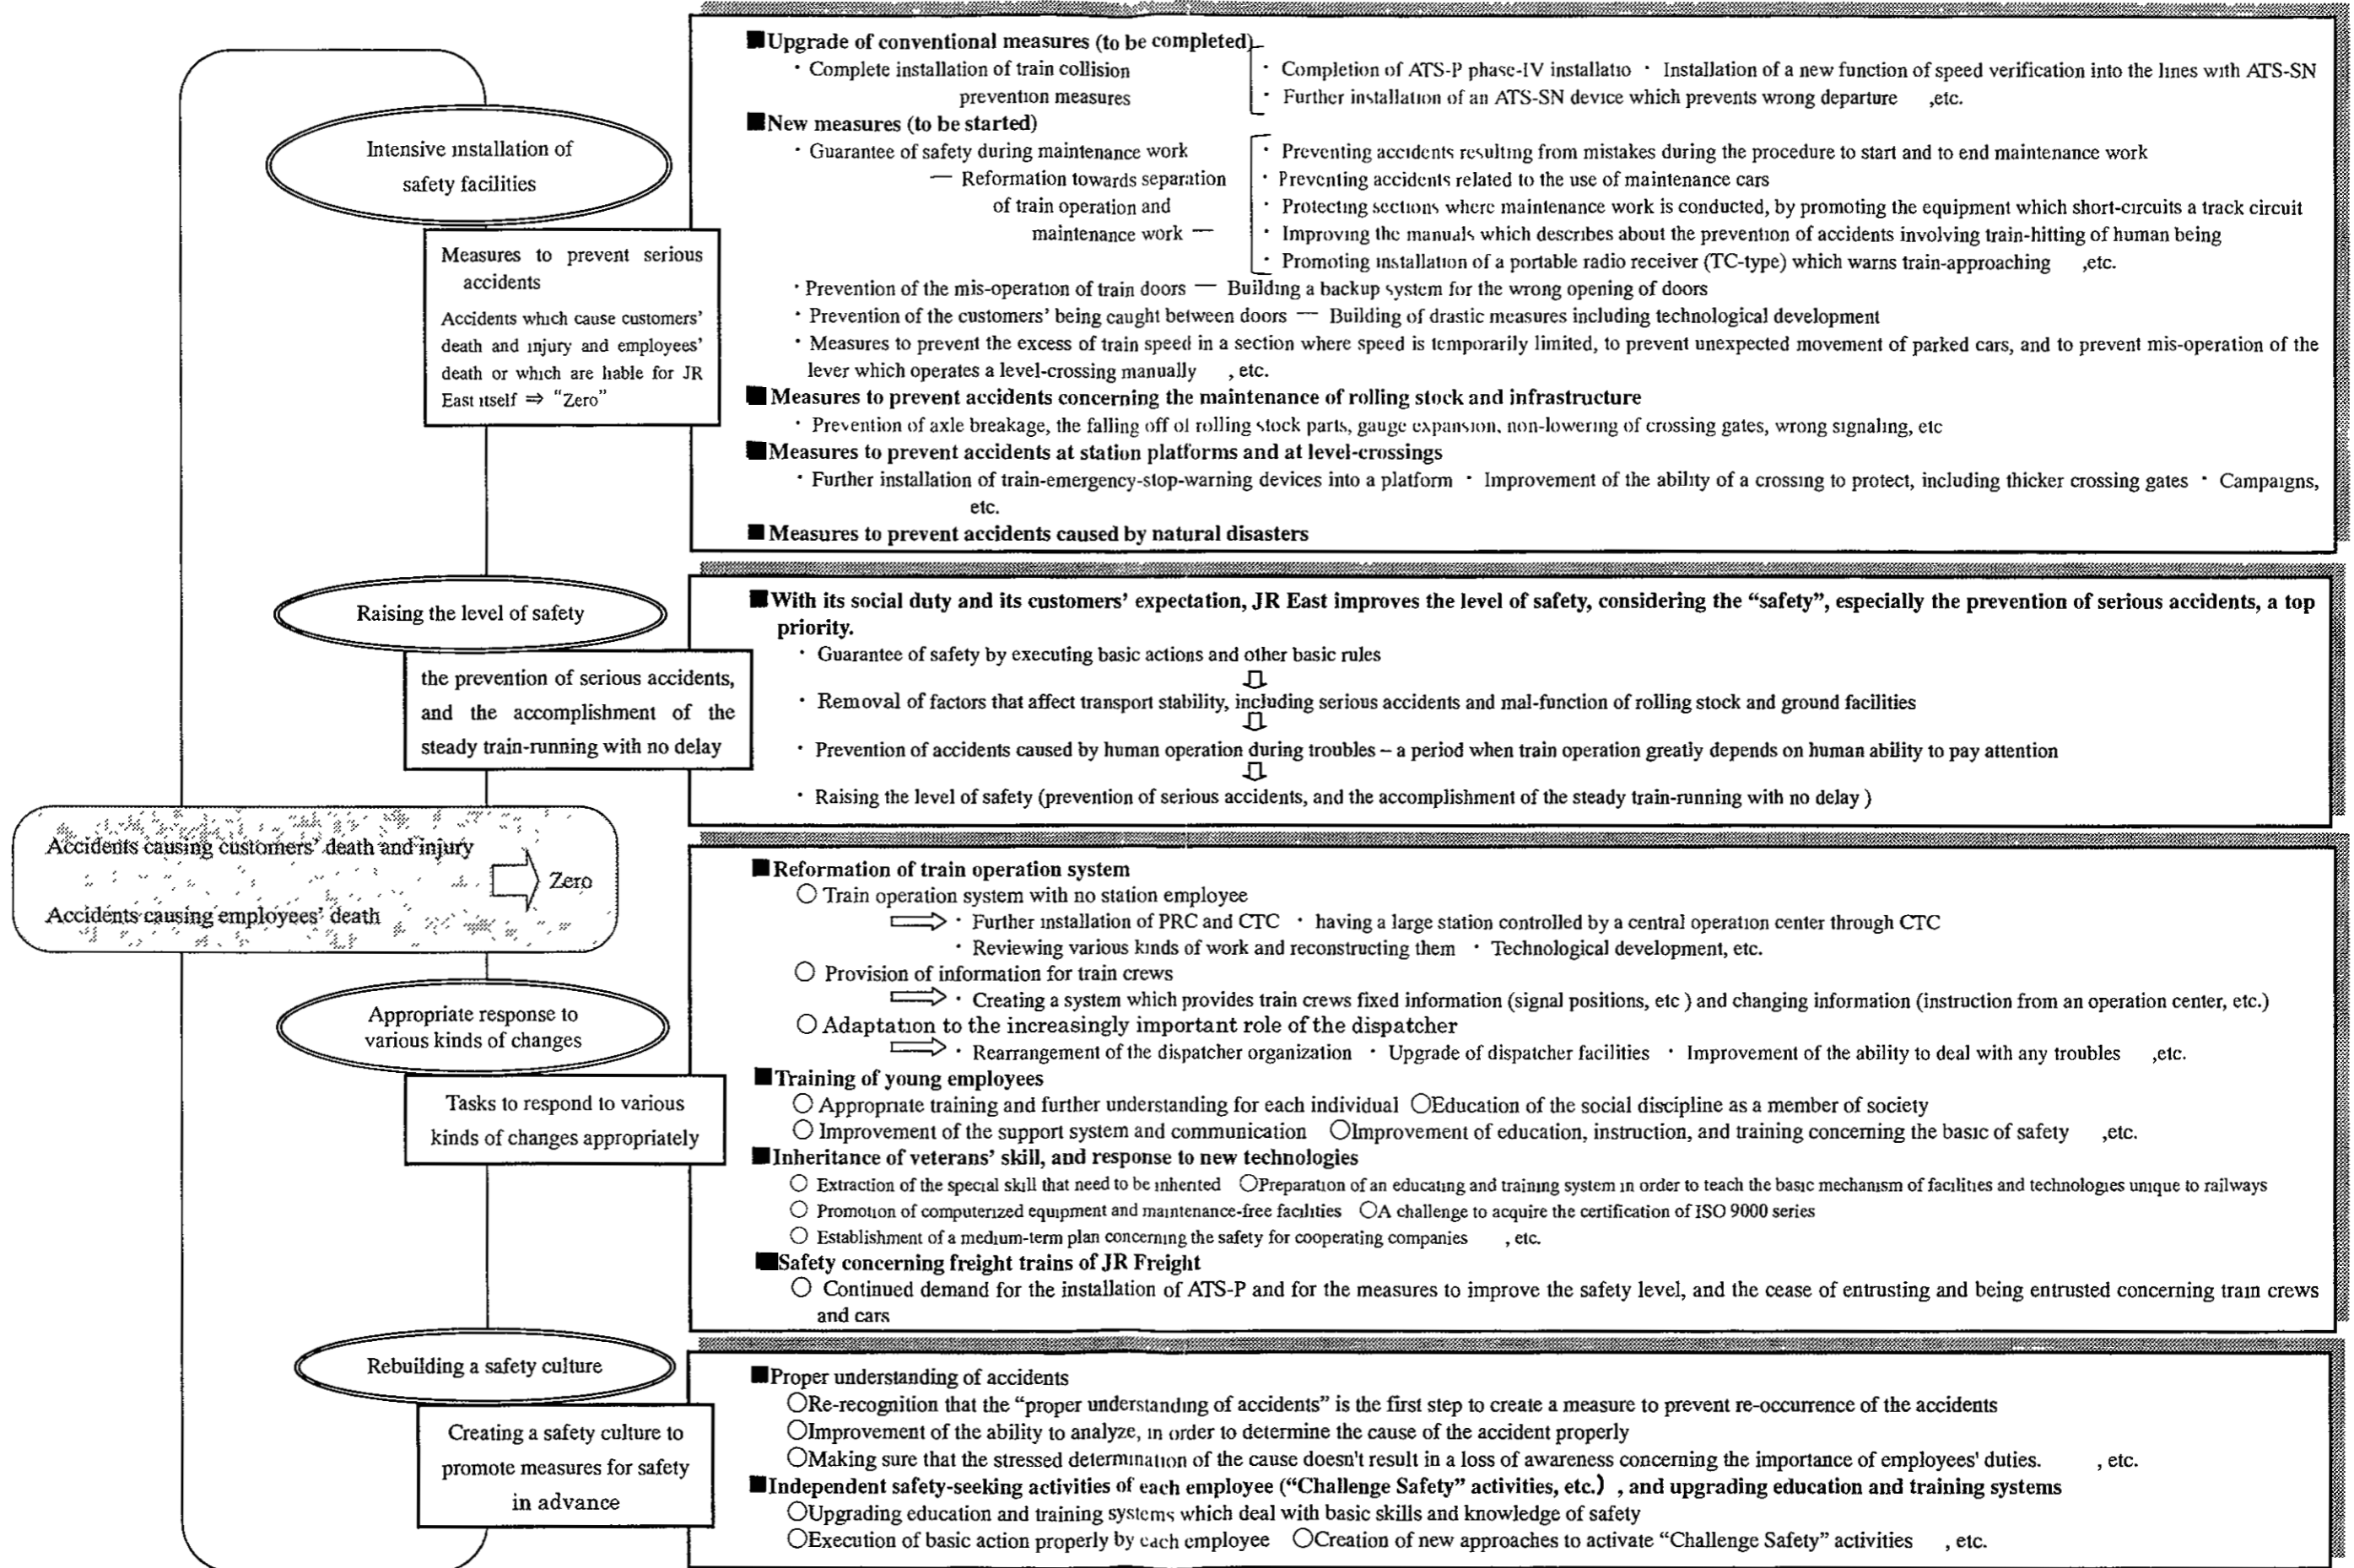 Intensive installation of
safety facilities
Measures to prevent serious
accidents
Accidents which cause customers'
death and injury and employees'
death or which are liable for JR
East itself ⇒ "Zero"
■Upgrade of conventional measures (to be completed)
・Complete installation of train collision
prevention measures
・Completion of ATS-P phase-IV installatio ・Installation of a new function of speed verification into the lines with ATS-SN
・Further installation of an ATS-SN device which prevents wrong departure ,etc.
■New measures (to be started)
・Guarantee of safety during maintenance work
— Reformation towards separation
of train operation and
maintenance work —
・Preventing accidents resulting from mistakes during the procedure to start and to end maintenance work
・Preventing accidents related to the use of maintenance cars
・Protecting sections where maintenance work is conducted, by promoting the equipment which short-circuits a track circuit
・Improving the manuals which describes about the prevention of accidents involving train-hitting of human being
・Promoting installation of a portable radio receiver (TC-type) which warns train-approaching ,etc.
・Prevention of the mis-operation of train doors — Building a backup system for the wrong opening of doors
・Prevention of the customers' being caught between doors — Building of drastic measures including technological development
・Measures to prevent the excess of train speed in a section where speed is temporarily limited, to prevent unexpected movement of parked cars, and to prevent mis-operation of the
lever which operates a level-crossing manually , etc.
■Measures to prevent accidents concerning the maintenance of rolling stock and infrastructure
・Prevention of axle breakage, the falling off of rolling stock parts, gauge expansion, non-lowering of crossing gates, wrong signaling, etc
■Measures to prevent accidents at station platforms and at level-crossings
・Further installation of train-emergency-stop-warning devices into a platform ・Improvement of the ability of a crossing to protect, including thicker crossing gates ・Campaigns,
etc.
■Measures to prevent accidents caused by natural disasters
Raising the level of safety
the prevention of serious accidents,
and the accomplishment of the
steady train-running with no delay
■With its social duty and its customers' expectation, JR East improves the level of safety, considering the "safety", especially the prevention of serious accidents, a top
priority.
・Guarantee of safety by executing basic actions and other basic rules
⇩
・Removal of factors that affect transport stability, including serious accidents and mal-function of rolling stock and ground facilities
⇩
・Prevention of accidents caused by human operation during troubles – a period when train operation greatly depends on human ability to pay attention
⇩
・Raising the level of safety (prevention of serious accidents, and the accomplishment of the steady train-running with no delay )
Accidents causing customers' death and injury
⇨ Zero
Accidents causing employees' death
Appropriate response to
various kinds of changes
Tasks to respond to various
kinds of changes appropriately
■Reformation of train operation system
○ Train operation system with no station employee
⇨・Further installation of PRC and CTC ・having a large station controlled by a central operation center through CTC
・Reviewing various kinds of work and reconstructing them ・Technological development, etc.
○ Provision of information for train crews
⇨・Creating a system which provides train crews fixed information (signal positions, etc ) and changing information (instruction from an operation center, etc.)
○ Adaptation to the increasingly important role of the dispatcher
⇨・Rearrangement of the dispatcher organization ・Upgrade of dispatcher facilities ・Improvement of the ability to deal with any troubles ,etc.
■Training of young employees
○ Appropriate training and further understanding for each individual ○Education of the social discipline as a member of society
○ Improvement of the support system and communication ○Improvement of education, instruction, and training concerning the basic of safety ,etc.
■Inheritance of veterans' skill, and response to new technologies
○ Extraction of the special skill that need to be inherited ○Preparation of an educating and training system in order to teach the basic mechanism of facilities and technologies unique to railways
○ Promotion of computerized equipment and maintenance-free facilities ○A challenge to acquire the certification of ISO 9000 series
○ Establishment of a medium-term plan concerning the safety for cooperating companies , etc.
■Safety concerning freight trains of JR Freight
○ Continued demand for the installation of ATS-P and for the measures to improve the safety level, and the cease of entrusting and being entrusted concerning train crews
and cars
Rebuilding a safety culture
Creating a safety culture to
promote measures for safety
in advance
■Proper understanding of accidents
○Re-recognition that the "proper understanding of accidents" is the first step to create a measure to prevent re-occurrence of the accidents
○Improvement of the ability to analyze, in order to determine the cause of the accident properly
○Making sure that the stressed determination of the cause doesn't result in a loss of awareness concerning the importance of employees' duties. , etc.
■Independent safety-seeking activities of each employee ("Challenge Safety" activities, etc.) , and upgrading education and training systems
○Upgrading education and training systems which deal with basic skills and knowledge of safety
○Execution of basic action properly by each employee ○Creation of new approaches to activate "Challenge Safety" activities , etc.